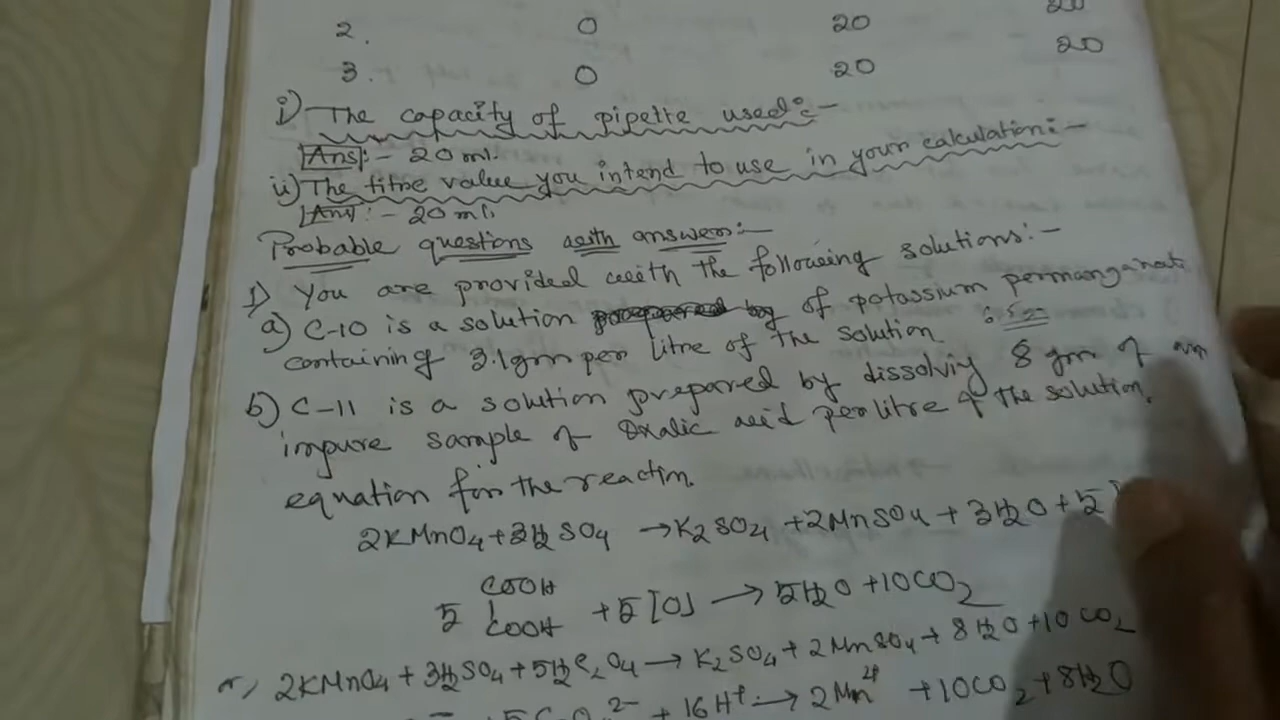 2. 0 20 20
3. 0 20 20
i) The capacity of pipette used:-
Ans:- 20 ml.
ii) The titre value you intend to use in your calculation:-
Ans:- 20 ml.
Probable questions with answer:-
1) You are provided with the following solutions:-
a) C-10 is a solution of potassium permanganate
containing 3.1gm per litre of the solution.
b) C-11 is a solution prepared by dissolvig 8 gm of an
impure sample of Oxalic acid per litre of the solution.
equation for the reaction.
2KMnO4 + 3H2SO4 → K2SO4 + 2MnSO4 + 3H2O + 5
COOH
5 | + 5 [O] → 5H2O + 10CO2
COOH
or, 2KMnO4 + 3H2SO4 + 5H2C2O4 → K2SO4 + 2MnSO4 + 8H2O + 10CO2
+ 16H+ → 2Mn2+ + 10CO2 + 8H2O